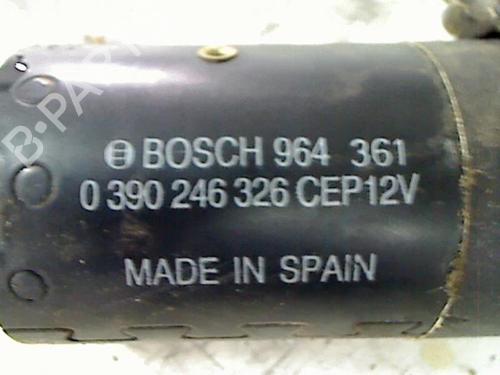 BOSCH 964 361
0 390 246 326 CEP12V
MADE IN SPAIN
B-PARTS